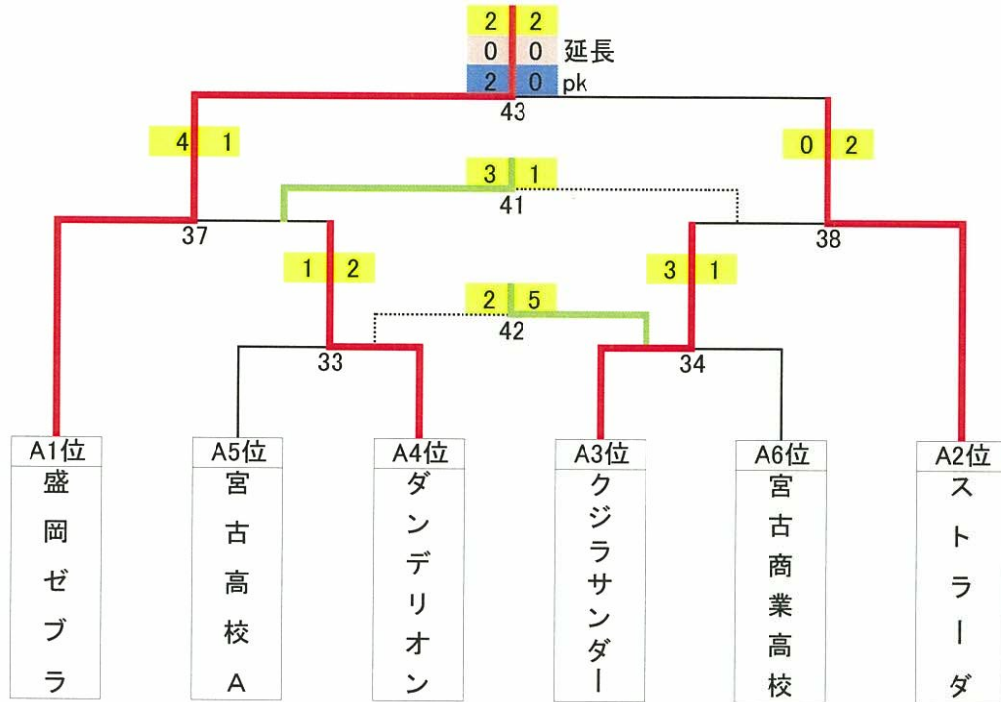 2 2
0 0 延長
2 0 pk
43
4 1
0 2
3 1
41
37
38
1 2
3 1
2 5
42
33
34
A1位
盛岡ゼブラ
A5位
宮古高校A
A4位
ダンデリオン
A3位
クジラサンダー
A6位
宮古商業高校
A2位
ストラーダ